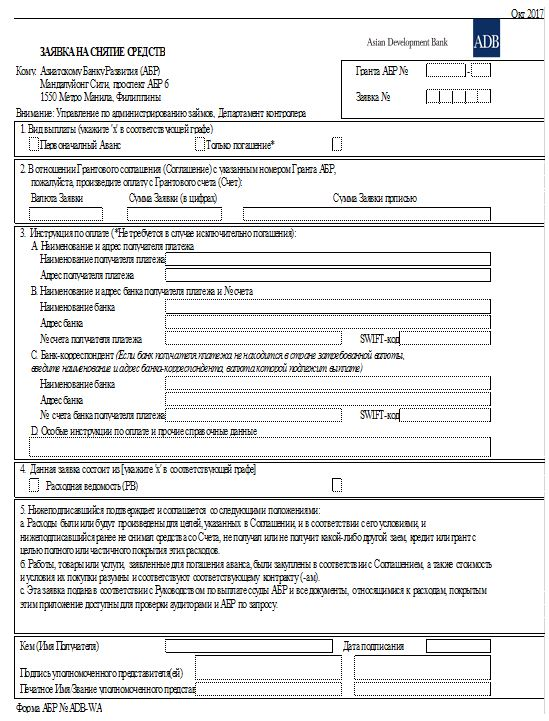 Окт 2017
Asian Development Bank
ADB
ЗАЯВКА НА СНЯТИЕ СРЕДСТВ
Кому: Азиатскому Банку Развития (АБР)
Гранта АБР №
-
Мандалуйонг Сити, проспект АБР 6
1550 Метро Манила, Филиппины
Заявка №
Внимание: Управление по администрированию займов, Департамент контролера
1. Вид выплаты (укажите 'x' в соответствующей графе)
Первоначалный Аванс
Только погашение*
2. В отношении Грантового соглашения (Соглашение) с указанным номером Гранта АБР,
пожалуйста, произведите оплату с Грантового счета (Счет):
Валюта Заявки
Сумма Заявки (в цифрах)
Сумма Заявки прписью
3. Инструкция по оплате (*Не требуется в случае исключительно погашения):
A. Наименование и адрес получателя платежа
Наименование получателя платежа
Адрес получателя платежа
B. Наименование и адрес банка получателя платежа и № счета
Наименование банка
Адрес банка
№ счета получателя платежа
SWIFT-код
C. Банк-корреспондент (Если банк получателя платежа не находится в стране затребованной валюты,
введите наименование и адрес банка-корреспондента, валюта которой подлежит выплате)
Наименование банка
Адрес банка
№ счета банка получателя платежа
SWIFT-код
D. Особые инструкции по оплате и прочие справочные данные
4. Данная заявка состоит из [укажите 'x' в соответствующей графе]
Расходная ведомость (РВ)
5. Нижеподписавшийся подтверждает и соглашается со следующими положениями:
a. Расходы были или будут произведены для целей, указанных в Соглашении, и в соответствии с его условиями, и
нижеподписавшийся ранее не снимал средства со Счета, не получал или не получит какой-либо другой заем, кредит или грант с
целью полного или частичного покрытия этих расходов.
б. Работы, товары или услуги, заявленные для погашения аванса, были закуплены в соответствии с Соглашением, а также стоимость
и условия их покупки разумны и соответствуют соответствующему контракту (-ам).
c. Эта заявка подана в соответствии с Руководством по выплате ссуды АБР и все документы, относящимися к расходам, покрытым
этим приложение доступны для проверки аудиторами и АБР по запросу.
Кем (Имя Получателя)
Дата подписания
Подпись уполномоченного представителя(ей)
Печатное Имя/Звание уполномоченного представ
Форма АБР № ADB-WA